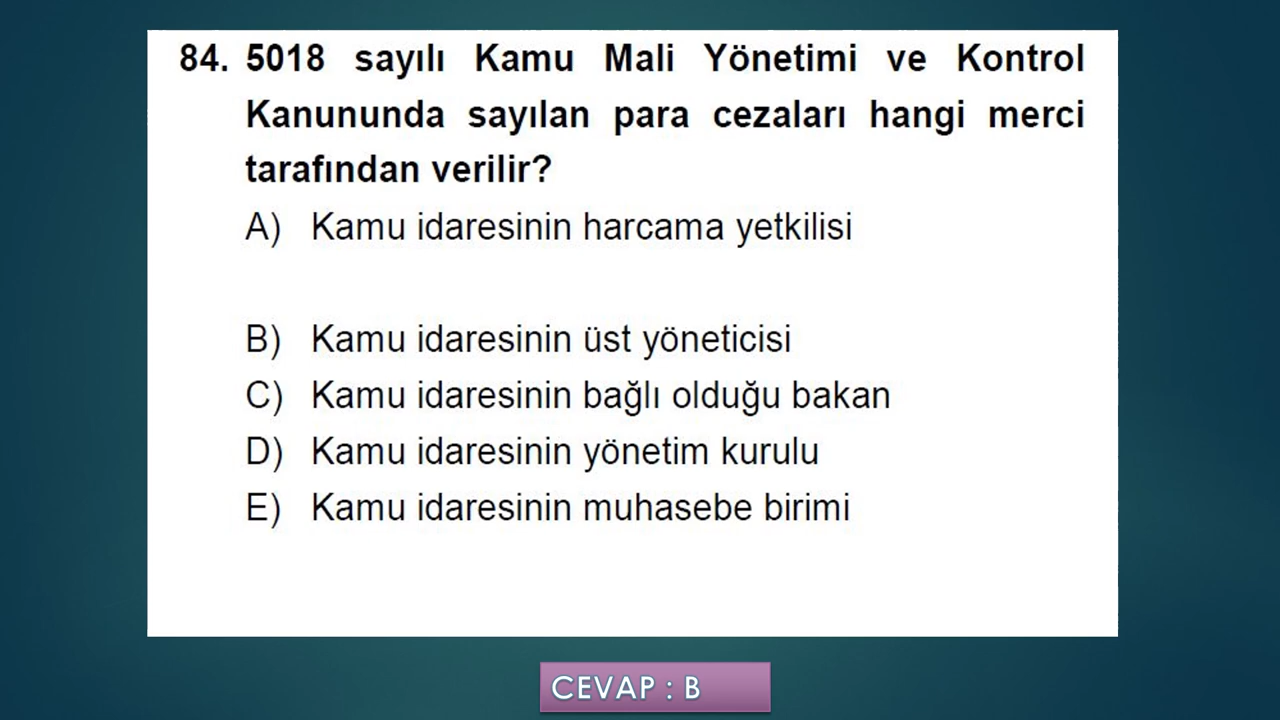 84. 5018 sayılı Kamu Mali Yönetimi ve Kontrol
Kanununda sayılan para cezaları hangi merci
tarafından verilir?
A) Kamu idaresinin harcama yetkilisi
B) Kamu idaresinin üst yöneticisi
C) Kamu idaresinin bağlı olduğu bakan
D) Kamu idaresinin yönetim kurulu
E) Kamu idaresinin muhasebe birimi
CEVAP : B